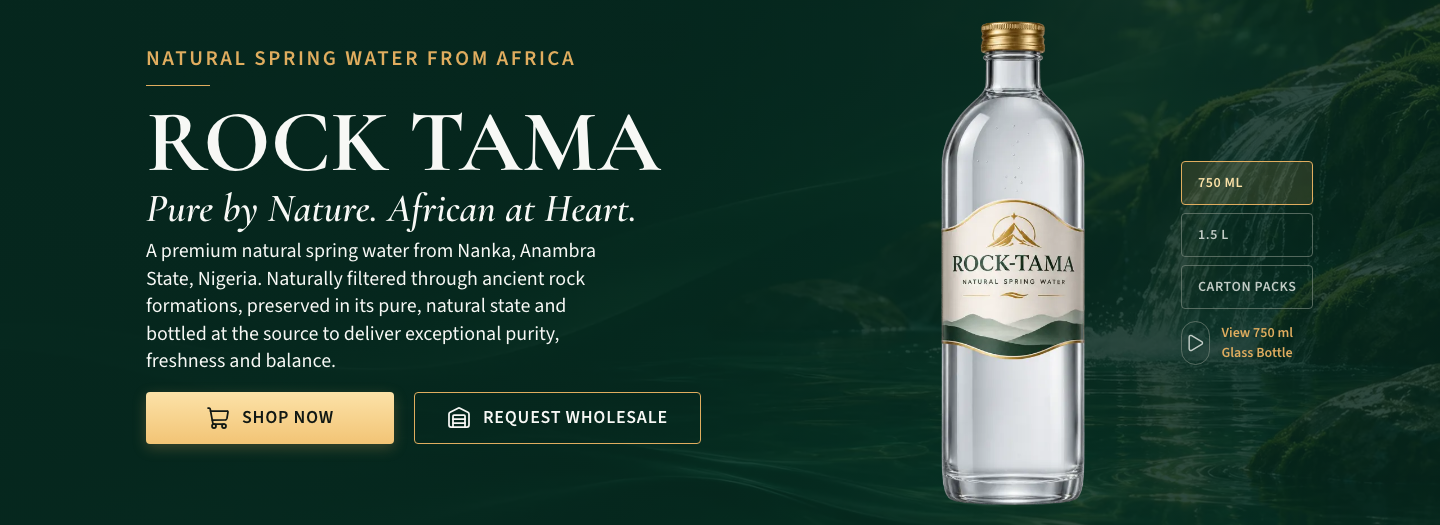 NATURAL SPRING WATER FROM AFRICA
ROCK TAMA
Pure by Nature. African at Heart.
A premium natural spring water from Nanka, Anambra
State, Nigeria. Naturally filtered through ancient rock
formations, preserved in its pure, natural state and
bottled at the source to deliver exceptional purity,
freshness and balance.
SHOP NOW
REQUEST WHOLESALE
ROCK-TAMA
NATURAL SPRING WATER
750 ML
1.5 L
CARTON PACKS
View 750 ml
Glass Bottle